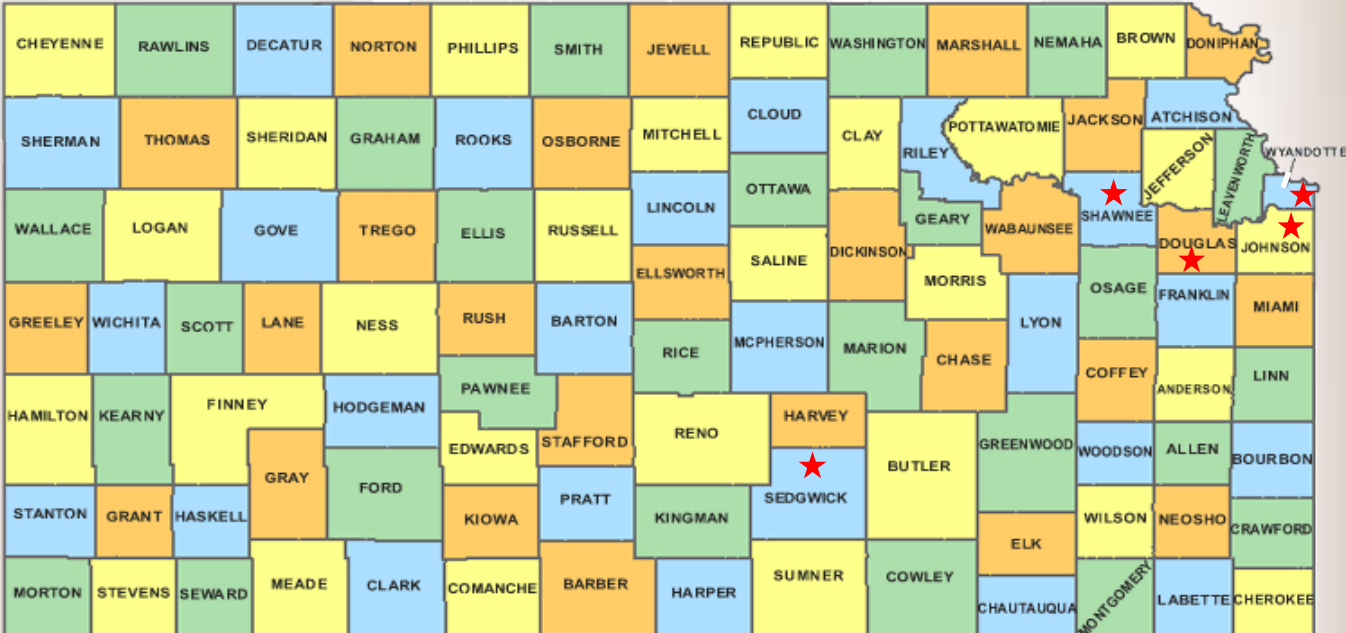 CHEYENNE
RAWLINS
DECATUR
NORTON
PHILLIPS
SMITH
JEWELL
REPUBLIC
WASHINGTON
MARSHALL
NEMAHA
BROWN
DONIPHAN
SHERMAN
THOMAS
SHERIDAN
GRAHAM
ROOKS
OSBORNE
MITCHELL
CLOUD
CLAY
RILEY
POTTAWATOMIE
JACKSON
ATCHISON
JEFFERSON
LEAVENWORTH
WYANDOTTE
WALLACE
LOGAN
GOVE
TREGO
ELLIS
RUSSELL
LINCOLN
OTTAWA
GEARY
WABAUNSEE
SHAWNEE
DOUGLAS
JOHNSON
ELLSWORTH
SALINE
DICKINSON
MORRIS
OSAGE
FRANKLIN
MIAMI
GREELEY
WICHITA
SCOTT
LANE
NESS
RUSH
BARTON
RICE
MCPHERSON
MARION
CHASE
LYON
COFFEY
ANDERSON
LINN
HAMILTON
KEARNY
FINNEY
HODGEMAN
PAWNEE
EDWARDS
STAFFORD
RENO
HARVEY
BUTLER
GREENWOOD
WOODSON
ALLEN
BOURBON
GRAY
FORD
PRATT
SEDGWICK
STANTON
GRANT
HASKELL
KIOWA
KINGMAN
ELK
WILSON
NEOSHO
CRAWFORD
MORTON
STEVENS
SEWARD
MEADE
CLARK
COMANCHE
BARBER
HARPER
SUMNER
COWLEY
CHAUTAUQUA
MONTGOMERY
LABETTE
CHEROKEE